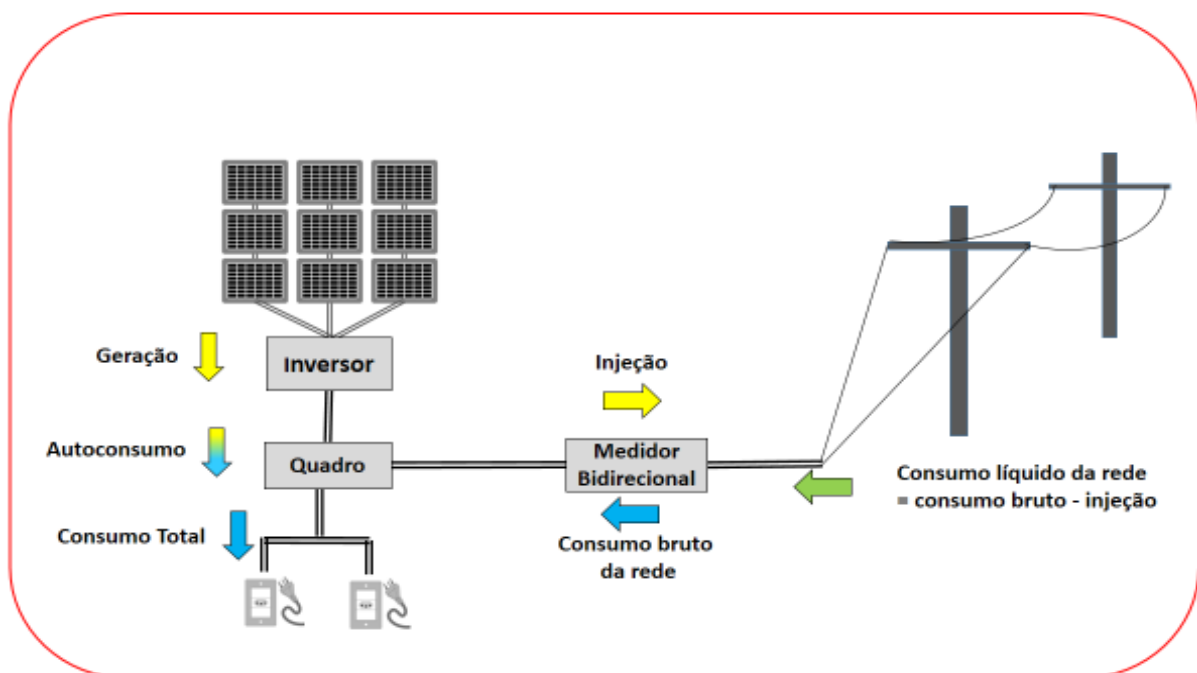 Geração
Inversor
Injeção
Autoconsumo
Quadro
Medidor
Bidirecional
Consumo líquido da rede
= consumo bruto - injeção
Consumo Total
Consumo bruto
da rede